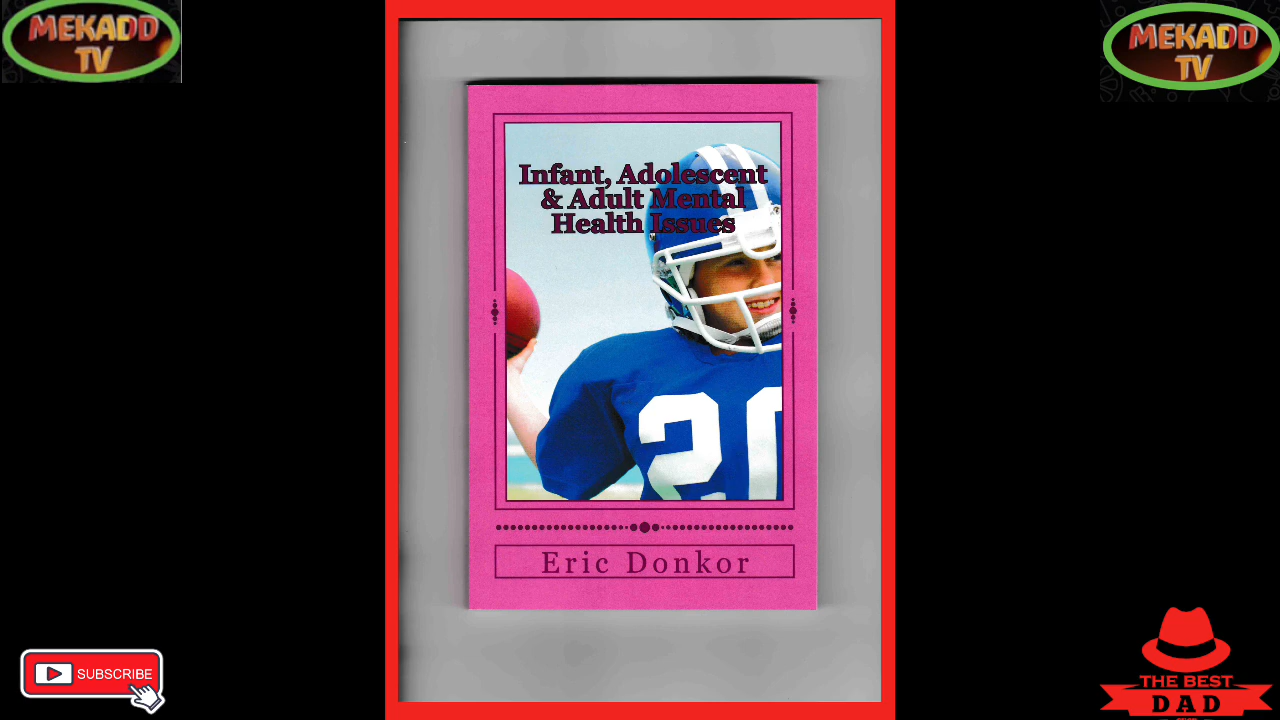 MEKADD
TV
MEKADD
TV
Infant, Adolescent
& Adult Mental
Health Issues
20
Eric Donkor
SUBSCRIBE
THE BEST
DAD